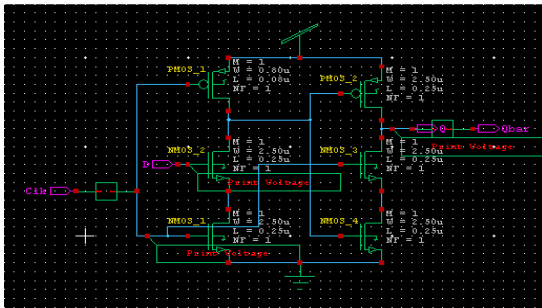 PMOS_1
M = 1
W = 0.80u
L = 0.08u
NF = 1
PMOS_2
M = 1
W = 2.50u
L = 0.25u
NF = 1
Q
Qbar
Print Voltage
NMOS_2
M = 1
W = 2.50u
L = 0.25u
NF = 1
NMOS_3
M = 1
W = 2.50u
L = 0.25u
NF = 1
D
Print Voltage
Clk
NMOS_1
M = 1
W = 2.50u
L = 0.25u
NF = 1
NMOS_4
M = 1
W = 2.50u
L = 0.25u
NF = 1
Print Voltage